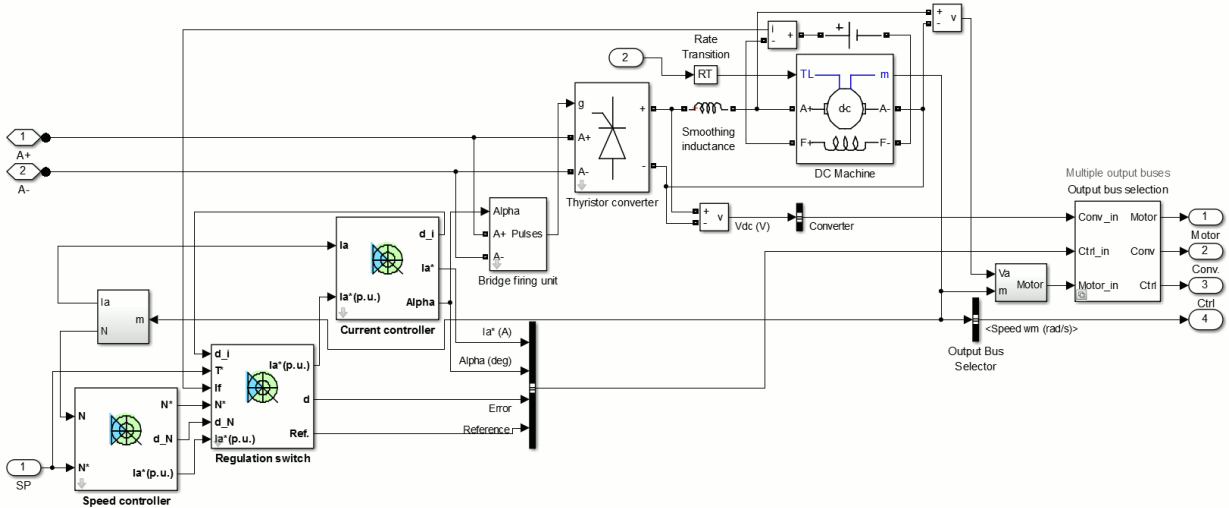 +
v
-
i
+
-
+
Rate
Transition
2
RT
TL
m
g
+
A+
dc
A-
Smoothing
inductance
1
A+
A+
F+
F-
2
A-
A-
-
DC Machine
Multiple output buses
Output bus selection
Thyristor converter
Alpha
+
v
-
Vdc (V)
Converter
Conv_in
Motor
1
Motor
A+
Pulses
d_i
Ia
Ctrl_in
Conv
2
Conv.
A-
Ia*
Va
m
Motor
Motor_in
Ctrl
3
Ctrl
Bridge firing unit
Ia*(p.u.)
Alpha
Current controller
Ia
N
m
Ia* (A)
<Speed wm (rad/s)>
4
Output Bus
Selector
d_i
Ia*(p.u.)
Alpha (deg)
T*
If
d
N*
Error
d_N
Ref.
Reference
Ia*(p.u.)
Regulation switch
N
N*
d_N
1
SP
N*
Ia*(p.u.)
Speed controller